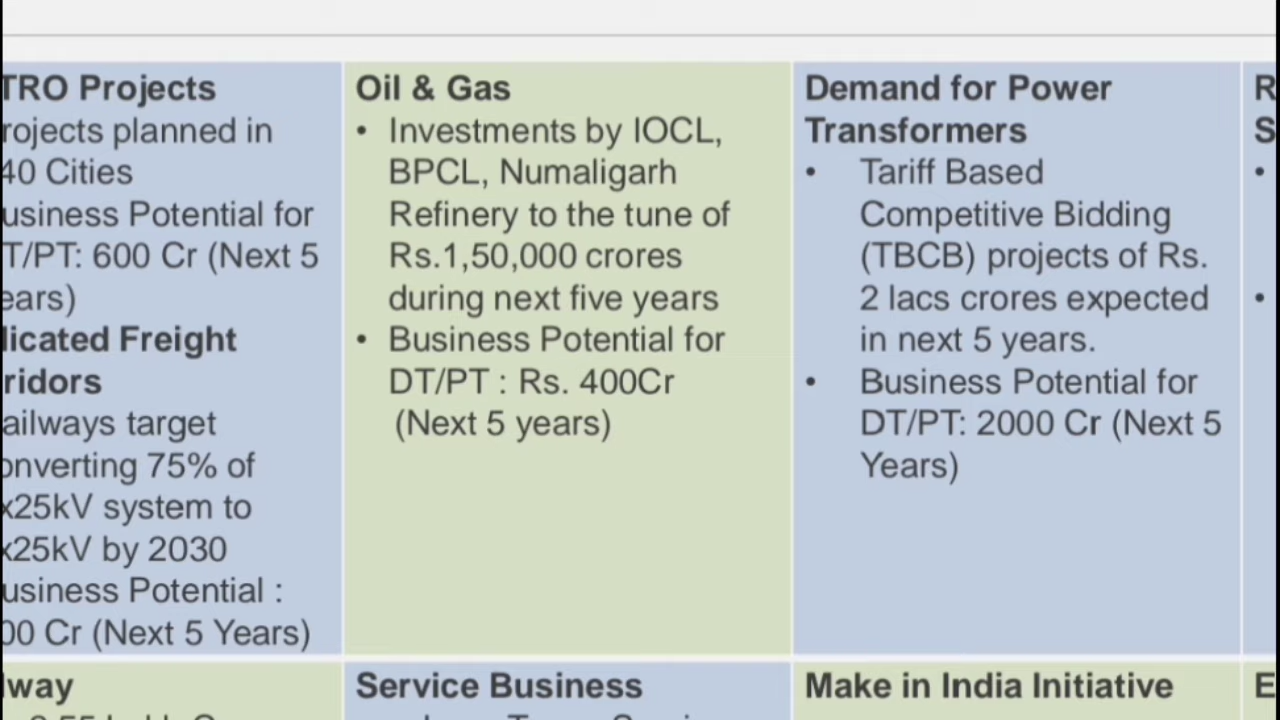 TRO Projects
rojects planned in
40 Cities
usiness Potential for
T/PT: 600 Cr (Next 5
ears)
licated Freight
ridors
ailways target
onverting 75% of
x25kV system to
x25kV by 2030
usiness Potential :
00 Cr (Next 5 Years)
Oil & Gas
• Investments by IOCL,
BPCL, Numaligarh
Refinery to the tune of
Rs.1,50,000 crores
during next five years
• Business Potential for
DT/PT : Rs. 400Cr
(Next 5 years)
Demand for Power
Transformers
• Tariff Based
Competitive Bidding
(TBCB) projects of Rs.
2 lacs crores expected
in next 5 years.
• Business Potential for
DT/PT: 2000 Cr (Next 5
Years)
R
S
lway
Service Business
Make in India Initiative
E